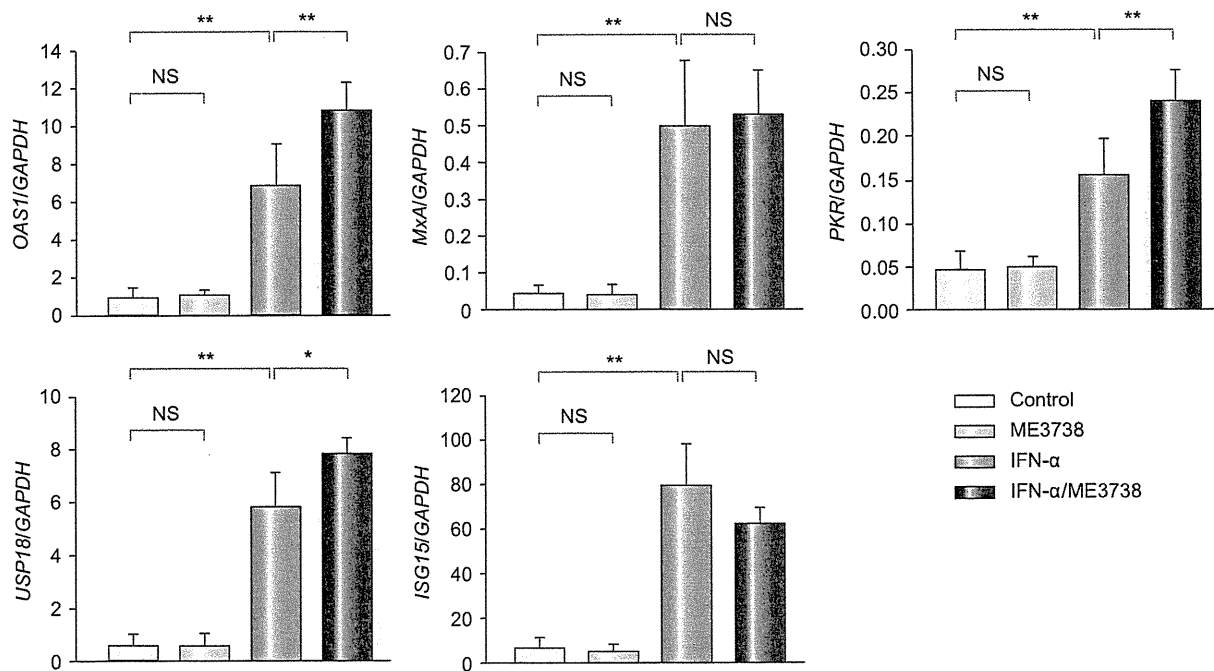 ** **
NS
14
12
10
8
6
4
2
0
OAS1/GAPDH
** NS
NS
0.7
0.6
0.5
0.4
0.3
0.2
0.1
0
MxA/GAPDH
** **
NS
0.30
0.25
0.20
0.15
0.10
0.05
0.00
PKR/GAPDH
** *
NS
10
8
6
4
2
0
USP18/GAPDH
** NS
NS
120
100
80
60
40
20
0
ISG15/GAPDH
Control
ME3738
IFN-α
IFN-α/ME3738